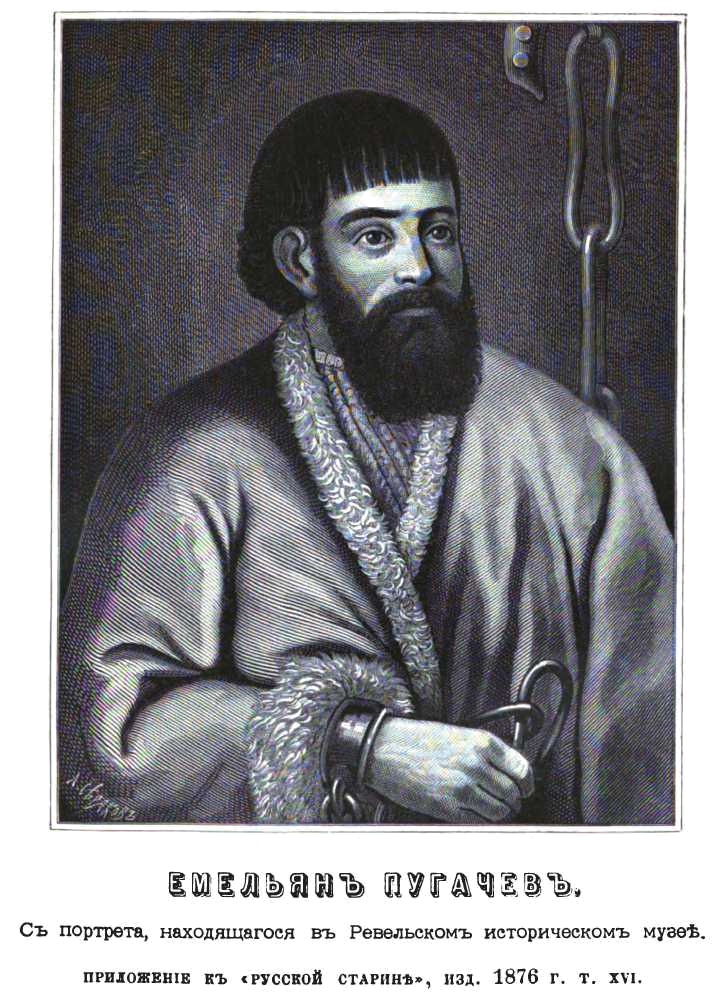 ЕМЕЛЬЯНЪ ПУГАЧЕВЪ.
Съ портрета, находящагося въ Ревельскомъ историческомъ музеѣ.
ПРИЛОЖЕНІЕ КЪ «РУССКОЙ СТАРИНѢ», ИЗД. 1876 Г. Т. XVI.